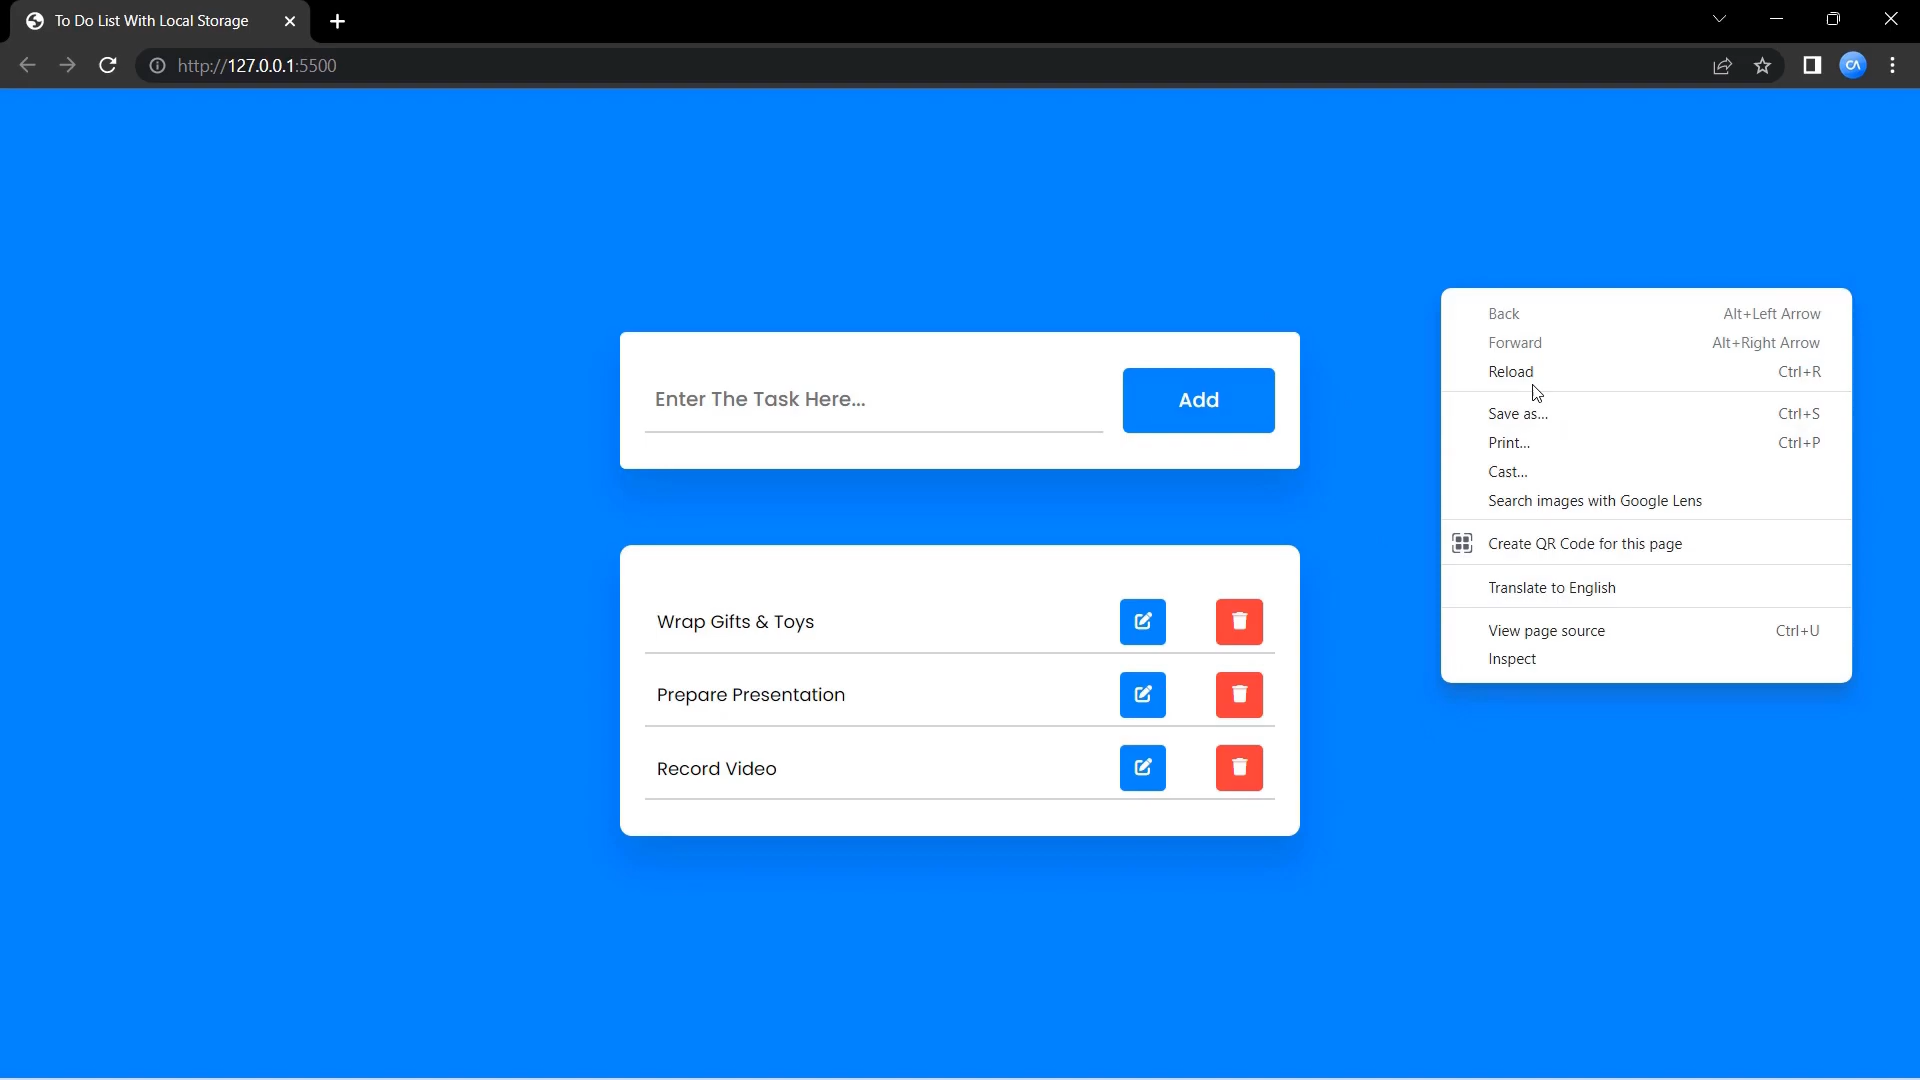 To Do List With Local Storage
http://127.0.0.1:5500
CA
Enter The Task Here...
Add
Wrap Gifts & Toys
Prepare Presentation
Record Video
Back Alt+Left Arrow
Forward Alt+Right Arrow
Reload Ctrl+R
Save as... Ctrl+S
Print... Ctrl+P
Cast...
Search images with Google Lens
Create QR Code for this page
Translate to English
View page source Ctrl+U
Inspect